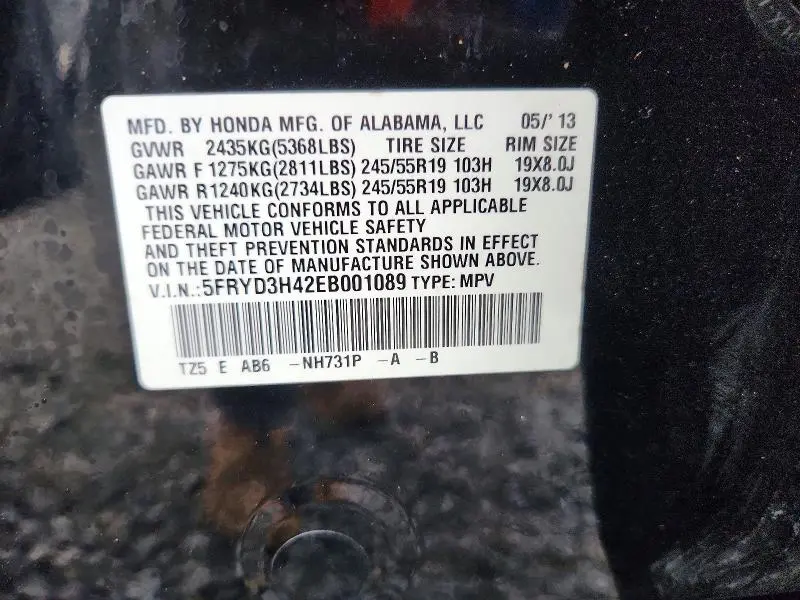 MFD. BY HONDA MFG. OF ALABAMA, LLC 05/' 13
GVWR 2435KG(5368LBS) TIRE SIZE RIM SIZE
GAWR F 1275KG(2811LBS) 245/55R19 103H 19X8.0J
GAWR R1240KG(2734LBS) 245/55R19 103H 19X8.0J
THIS VEHICLE CONFORMS TO ALL APPLICABLE
FEDERAL MOTOR VEHICLE SAFETY
AND THEFT PREVENTION STANDARDS IN EFFECT
ON THE DATE OF MANUFACTURE SHOWN ABOVE.
V.I.N.:5FRYD3H42EB001089 TYPE: MPV
TZ5 E AB6 -NH731P -A -B